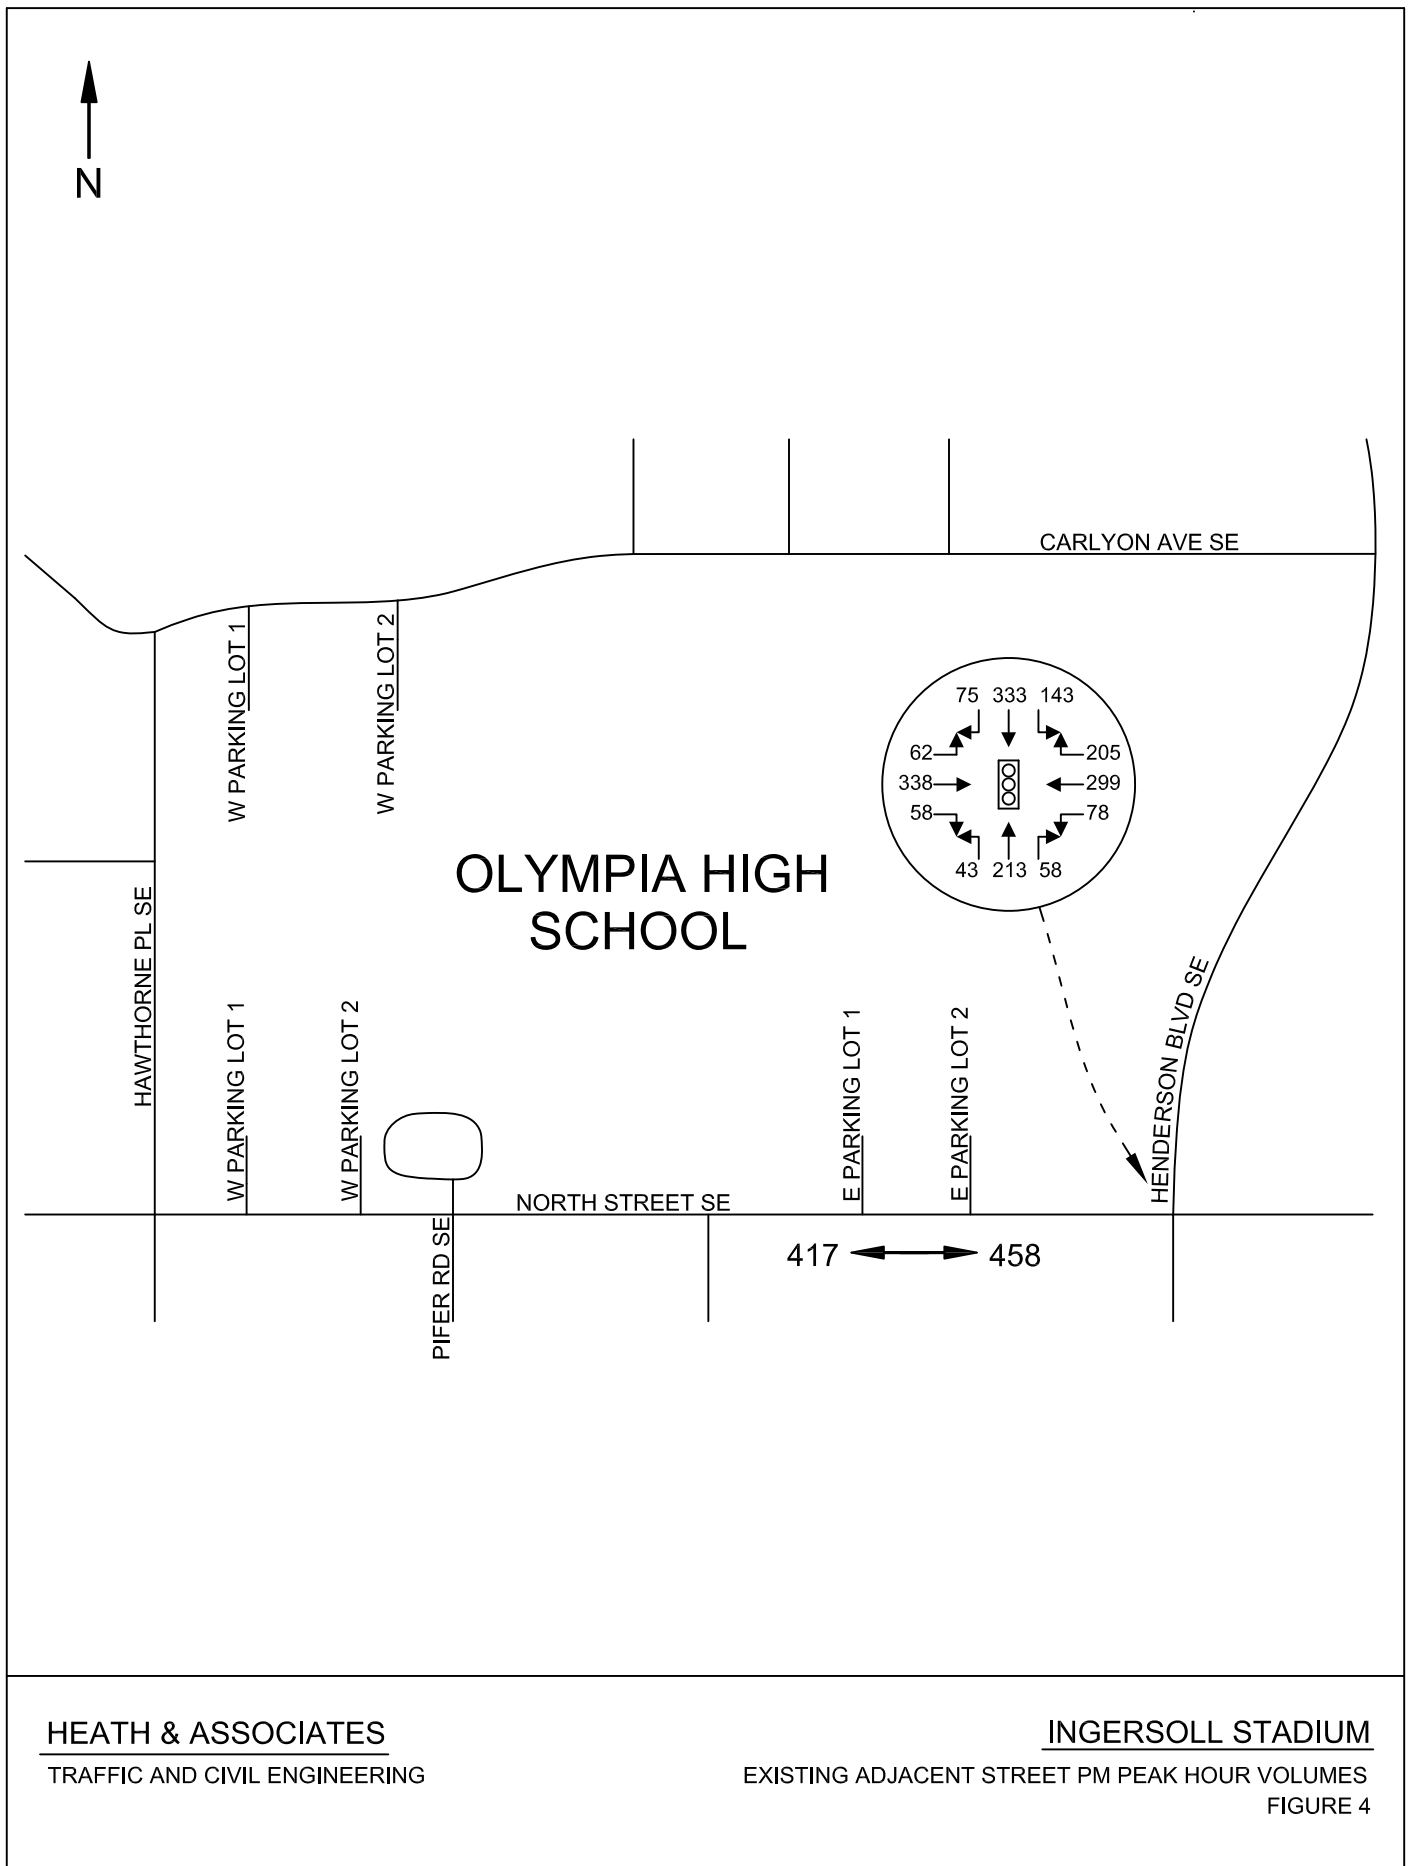 N
CARLYON AVE SE
W PARKING LOT 1
W PARKING LOT 2
75 333 143
62 205
338 299
58 78
43 213 58
OLYMPIA HIGH
SCHOOL
HAWTHORNE PL SE
W PARKING LOT 1
W PARKING LOT 2
E PARKING LOT 1
E PARKING LOT 2
HENDERSON BLVD SE
NORTH STREET SE
PIFER RD SE
417 458
HEATH & ASSOCIATES
TRAFFIC AND CIVIL ENGINEERING
INGERSOLL STADIUM
EXISTING ADJACENT STREET PM PEAK HOUR VOLUMES
FIGURE 4